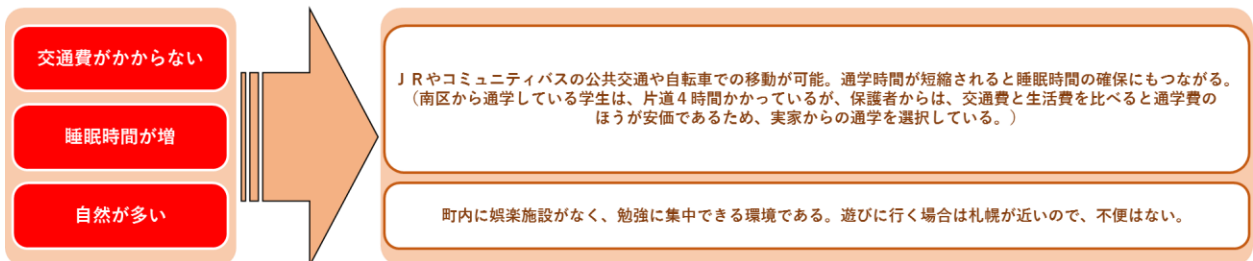 交通費がかからない
睡眠時間が増
自然が多い
ＪＲやコミュニティバスの公共交通や自転車での移動が可能。通学時間が短縮されると睡眠時間の確保にもつながる。
（南区から通学している学生は、片道４時間かかっているが、保護者からは、交通費と生活費を比べると通学費の
ほうが安価であるため、実家からの通学を選択している。）
町内に娯楽施設がなく、勉強に集中できる環境である。遊びに行く場合は札幌が近いので、不便はない。